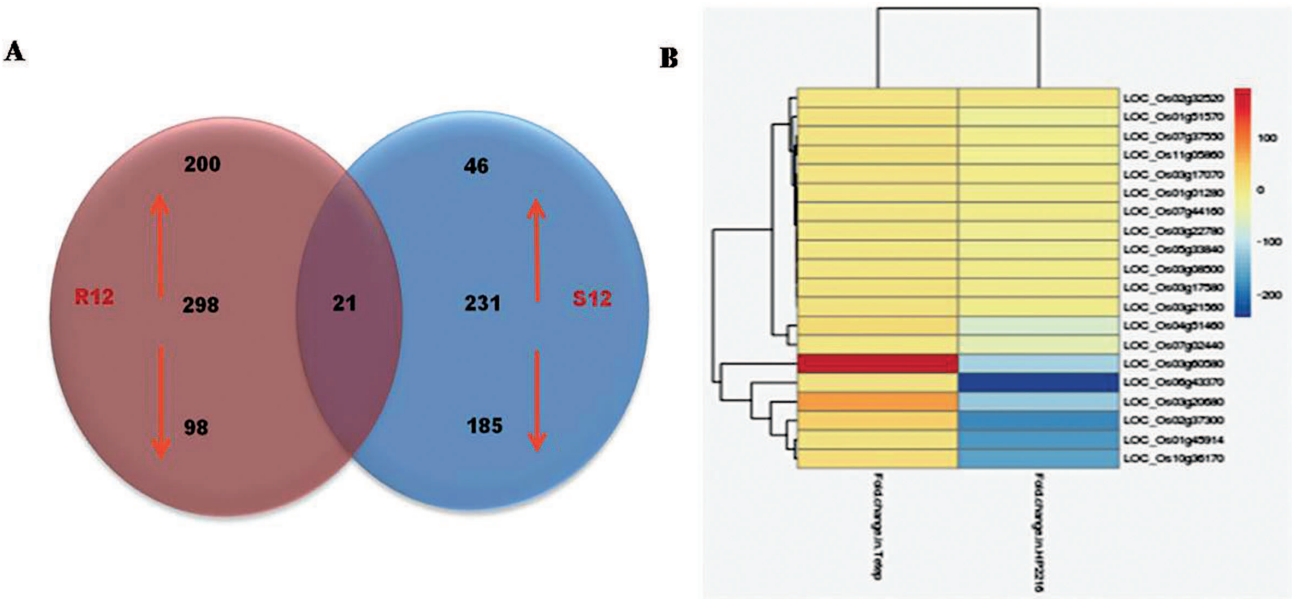 A
200
46
R12
298
21
231
S12
98
185
B
LOC_Os02g32520
LOC_Os01g51570
LOC_Os07g37550
LOC_Os11g05860
LOC_Os03g17070
LOC_Os01g01280
LOC_Os07g44160
LOC_Os03g22780
LOC_Os05g33840
LOC_Os03g08500
LOC_Os03g17580
LOC_Os03g21560
LOC_Os04g51460
LOC_Os07g02440
LOC_Os03g60580
LOC_Os06g43370
LOC_Os03g20680
LOC_Os02g37300
LOC_Os01g45914
LOC_Os10g36170
100
0
-100
-200
Fold.change.in.Tetep
Fold.change.in.HP2216